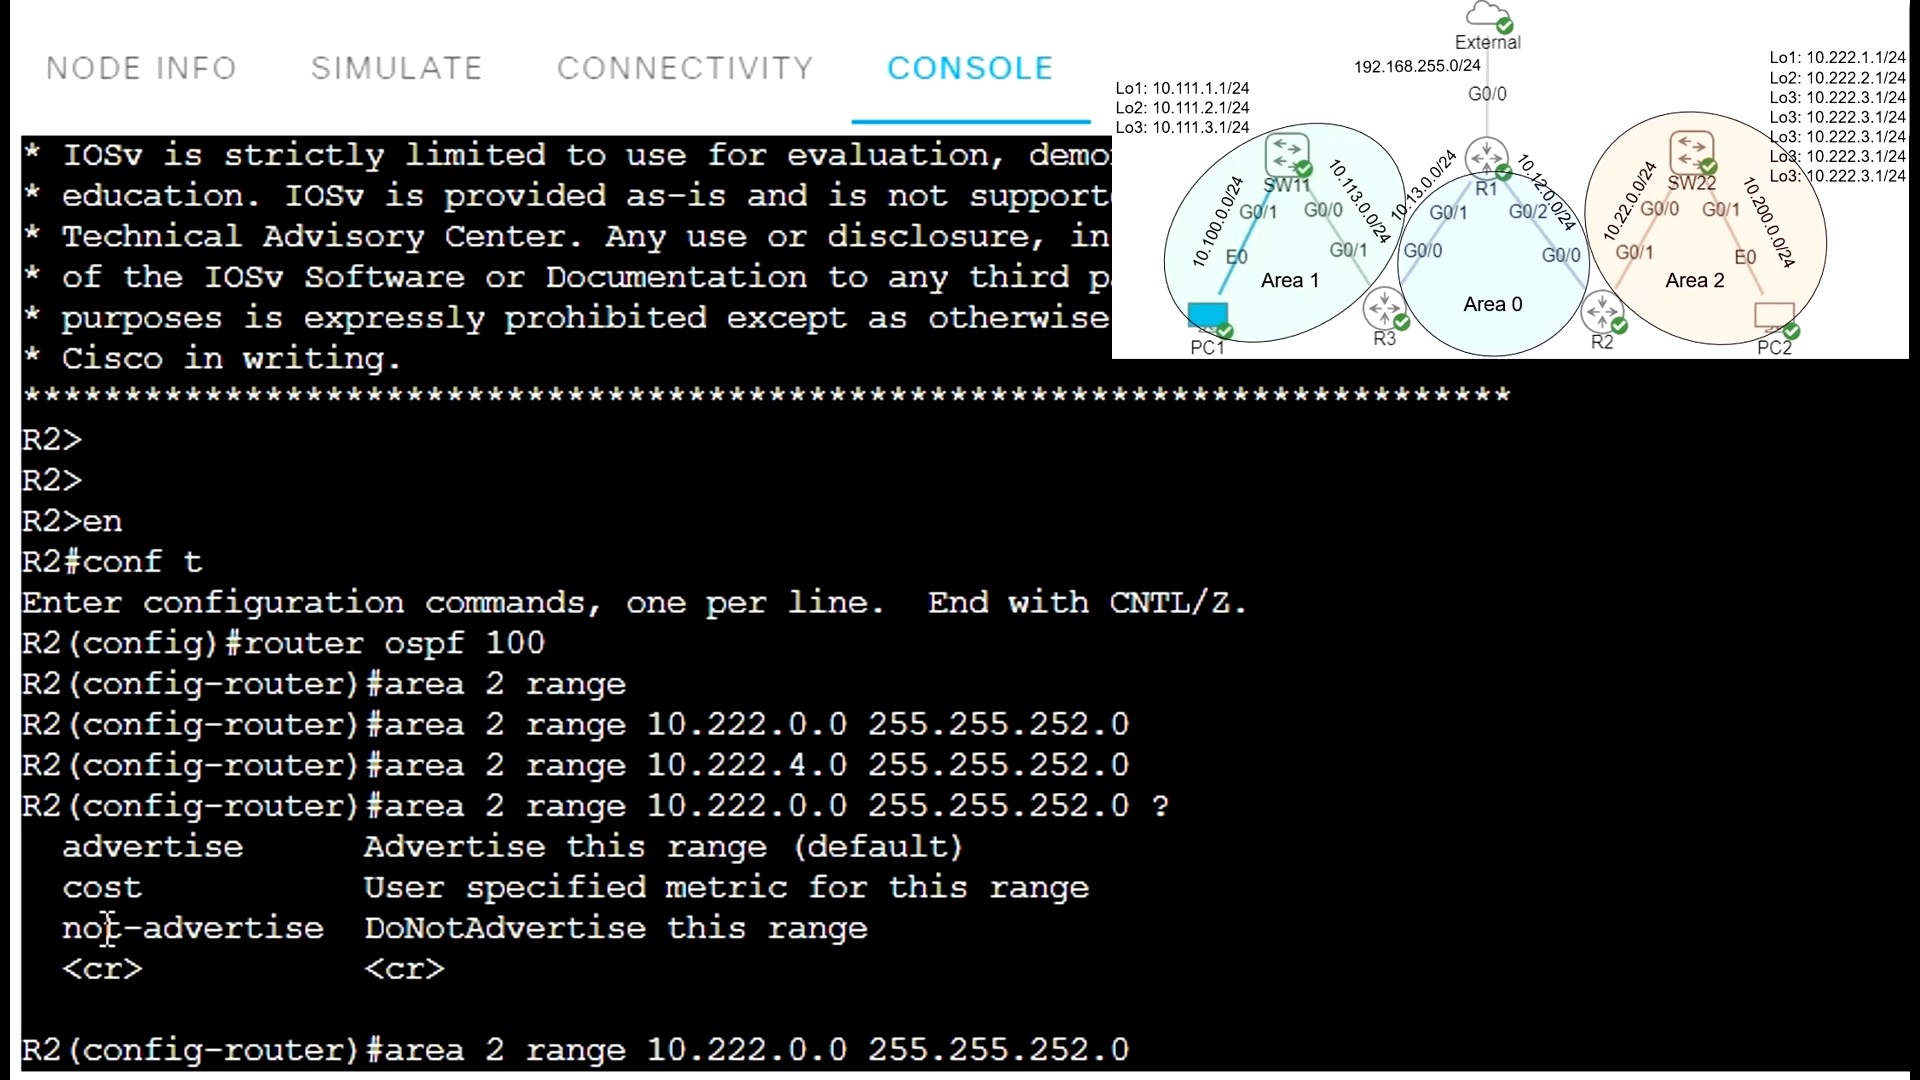 NODE INFO SIMULATE CONNECTIVITY CONSOLE
* IOSv is strictly limited to use for evaluation,
* education. IOSv is provided as-is and is not
* Technical Advisory Center. Any use or disclosure, in
* of the IOSv Software or Documentation to any third
* purposes is expressly prohibited except as otherwise
* Cisco in writing.
**************************************************************************
R2>
R2>
R2>en
R2#conf t
Enter configuration commands, one per line.  End with CNTL/Z.
R2(config)#router ospf 100
R2(config-router)#area 2 range
R2(config-router)#area 2 range 10.222.0.0 255.255.252.0
R2(config-router)#area 2 range 10.222.4.0 255.255.252.0
R2(config-router)#area 2 range 10.222.0.0 255.255.252.0 ?
advertise Advertise this range (default)
cost User specified metric for this range
not-advertise DoNotAdvertise this range
<cr> <cr>
R2(config-router)#area 2 range 10.222.0.0 255.255.252.0
External
192.168.255.0/24
G0/0
Lo1: 10.111.1.1/24
Lo2: 10.111.2.1/24
Lo3: 10.111.3.1/24
Lo1: 10.222.1.1/24
Lo2: 10.222.2.1/24
Lo3: 10.222.3.1/24
Lo3: 10.222.3.1/24
Lo3: 10.222.3.1/24
Lo3: 10.222.3.1/24
Lo3: 10.222.3.1/24
SW11
R1
SW22
10.100.0.0/24
G0/1
G0/0
10.113.0.0/24
10.13.0.0/24
G0/1
G0/2
10.12.0.0/24
10.22.0.0/24
G0/0
G0/1
10.200.0.0/24
E0
G0/1
G0/0
G0/0
G0/1
E0
Area 1
Area 0
Area 2
PC1
R3
R2
PC2